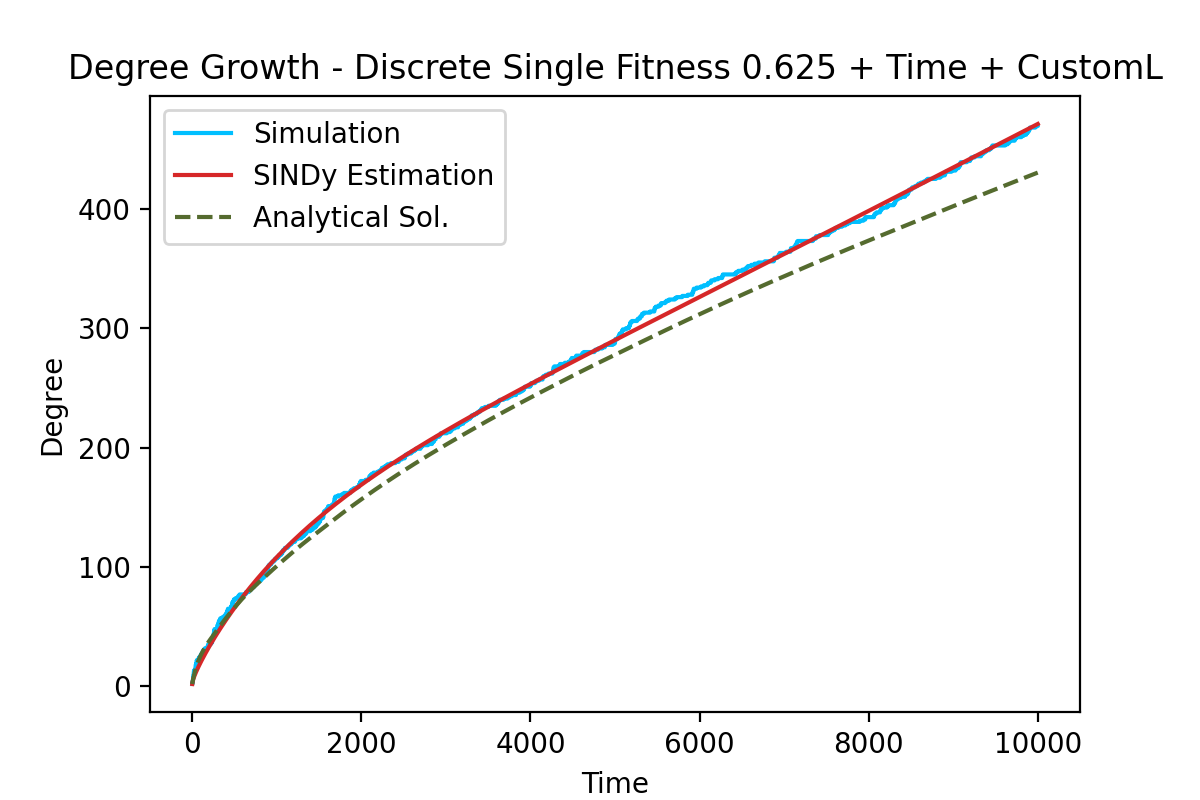 Degree Growth - Discrete Single Fitness 0.625 + Time + CustomL
Simulation
SINDy Estimation
Analytical Sol.
Degree
400
300
200
100
0
0 2000 4000 6000 8000 10000
Time